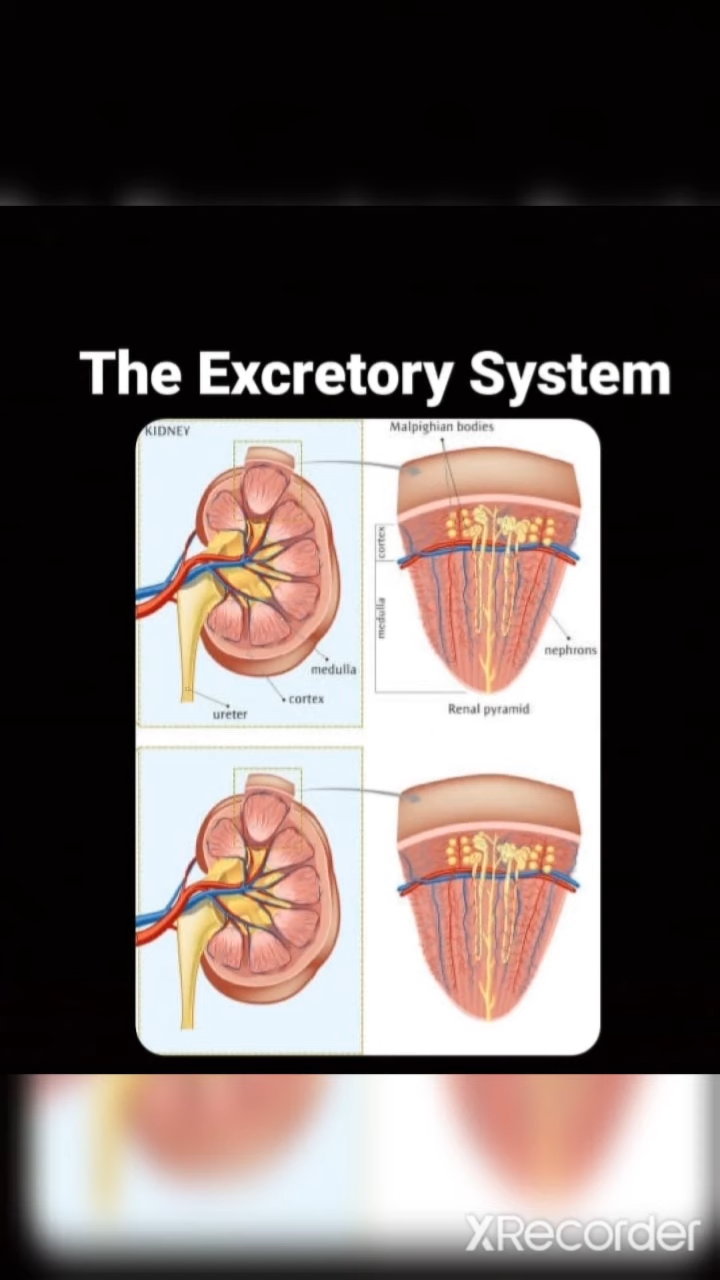 The Excretory System
KIDNEY
Malpighian bodies
cortex
medulla
nephrons
medulla
cortex
ureter
Renal pyramid
XRecorder